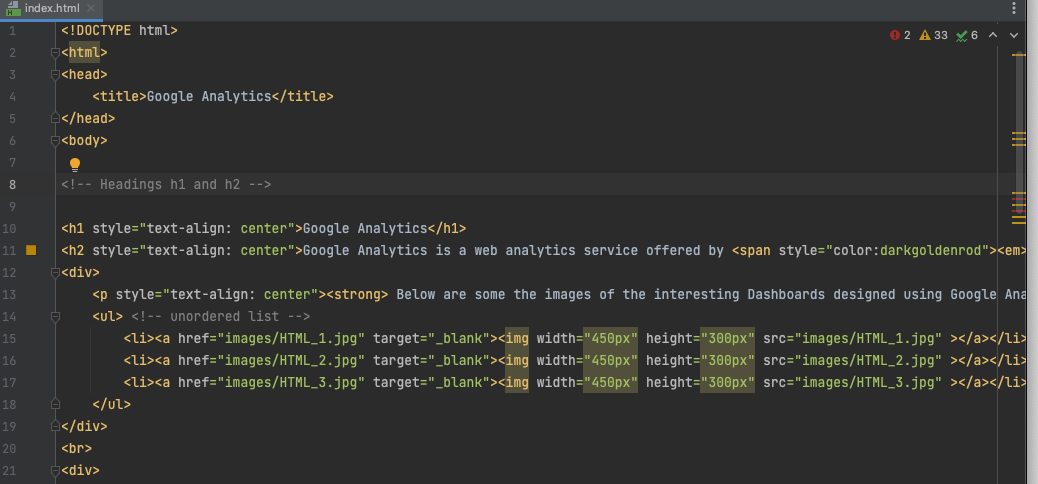 index.html
2 33 6
1 <!DOCTYPE html>
2 <html>
3 <head>
4 <title>Google Analytics</title>
5 </head>
6 <body>
7
8 <!-- Headings h1 and h2 -->
9
10 <h1 style="text-align: center">Google Analytics</h1>
11 <h2 style="text-align: center">Google Analytics is a web analytics service offered by <span style="color:darkgoldenrod"><em>
12 <div>
13 <p style="text-align: center"><strong> Below are some the images of the interesting Dashboards designed using Google Ana
14 <ul> <!-- unordered list -->
15 <li><a href="images/HTML_1.jpg" target="_blank"><img width="450px" height="300px" src="images/HTML_1.jpg" ></a></li>
16 <li><a href="images/HTML_2.jpg" target="_blank"><img width="450px" height="300px" src="images/HTML_2.jpg" ></a></li>
17 <li><a href="images/HTML_3.jpg" target="_blank"><img width="450px" height="300px" src="images/HTML_3.jpg" ></a></li>
18 </ul>
19 </div>
20 <br>
21 <div>